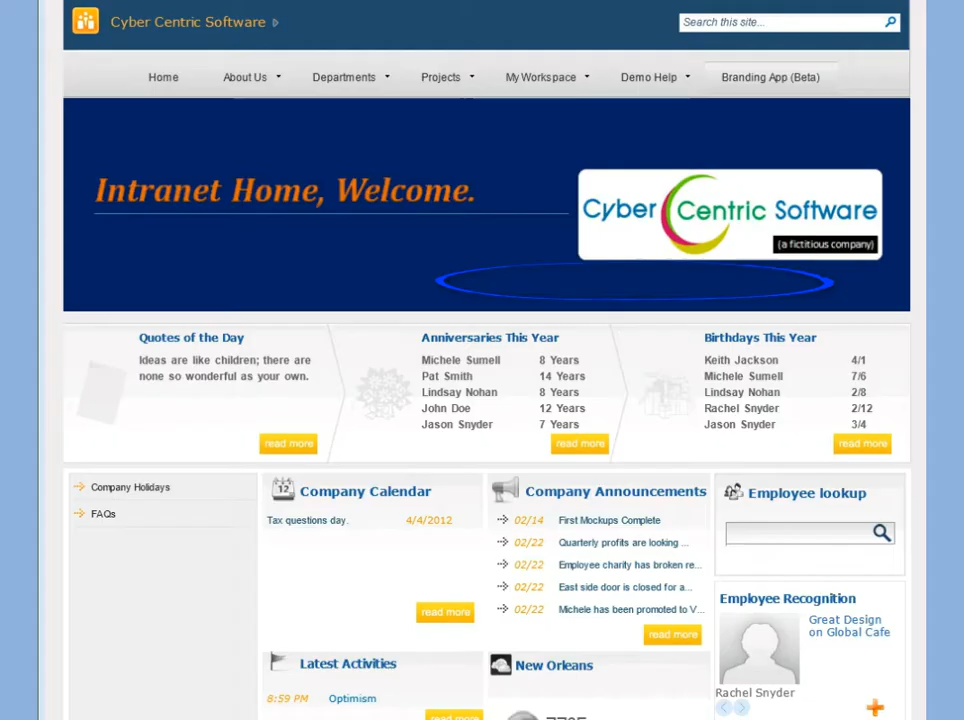 Cyber Centric Software
Search this site...
Home About Us Departments Projects My Workspace Demo Help Branding App (Beta)
Intranet Home, Welcome.
Cyber Centric Software
(a fictitious company)
Quotes of the Day
Ideas are like children; there are
none so wonderful as your own.
read more
Anniversaries This Year
Michele Sumell 8 Years
Pat Smith 14 Years
Lindsay Nohan 8 Years
John Doe 12 Years
Jason Snyder 7 Years
read more
Birthdays This Year
Keith Jackson 4/1
Michele Sumell 7/6
Lindsay Nohan 2/8
Rachel Snyder 2/12
Jason Snyder 3/4
read more
Company Holidays
FAQs
12
Company Calendar
Tax questions day. 4/4/2012
read more
Company Announcements
02/14 First Mockups Complete
02/22 Quarterly profits are looking ...
02/22 Employee charity has broken re...
02/22 East side door is closed for a...
02/22 Michele has been promoted to V...
read more
Employee lookup
Employee Recognition
Great Design
on Global Cafe
Rachel Snyder
Latest Activities
8:59 PM Optimism
read more
New Orleans